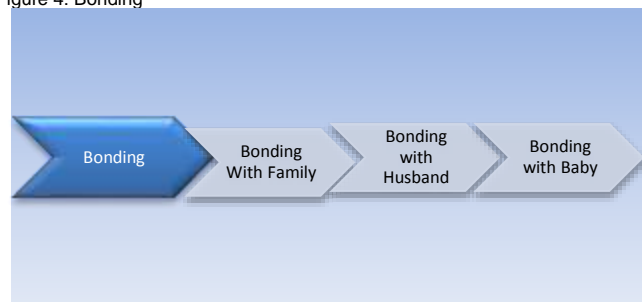 igure 4: Bonding
Bonding
Bonding
With Family
Bonding
with
Husband
Bonding
with Baby